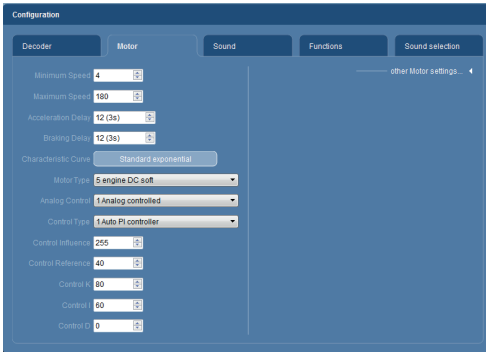 Configuration
Decoder
Motor
Sound
Functions
Sound selection
other Motor settings...
Minimum Speed 4
Maximum Speed 180
Acceleration Delay 12 (3s)
Braking Delay 12 (3s)
Characteristic Curve Standard exponential
Motor Type 5 engine DC soft
Analog Control 1 Analog controlled
Control Type 1 Auto PI controller
Control Influence 255
Control Reference 40
Control K 80
Control I 60
Control D 0